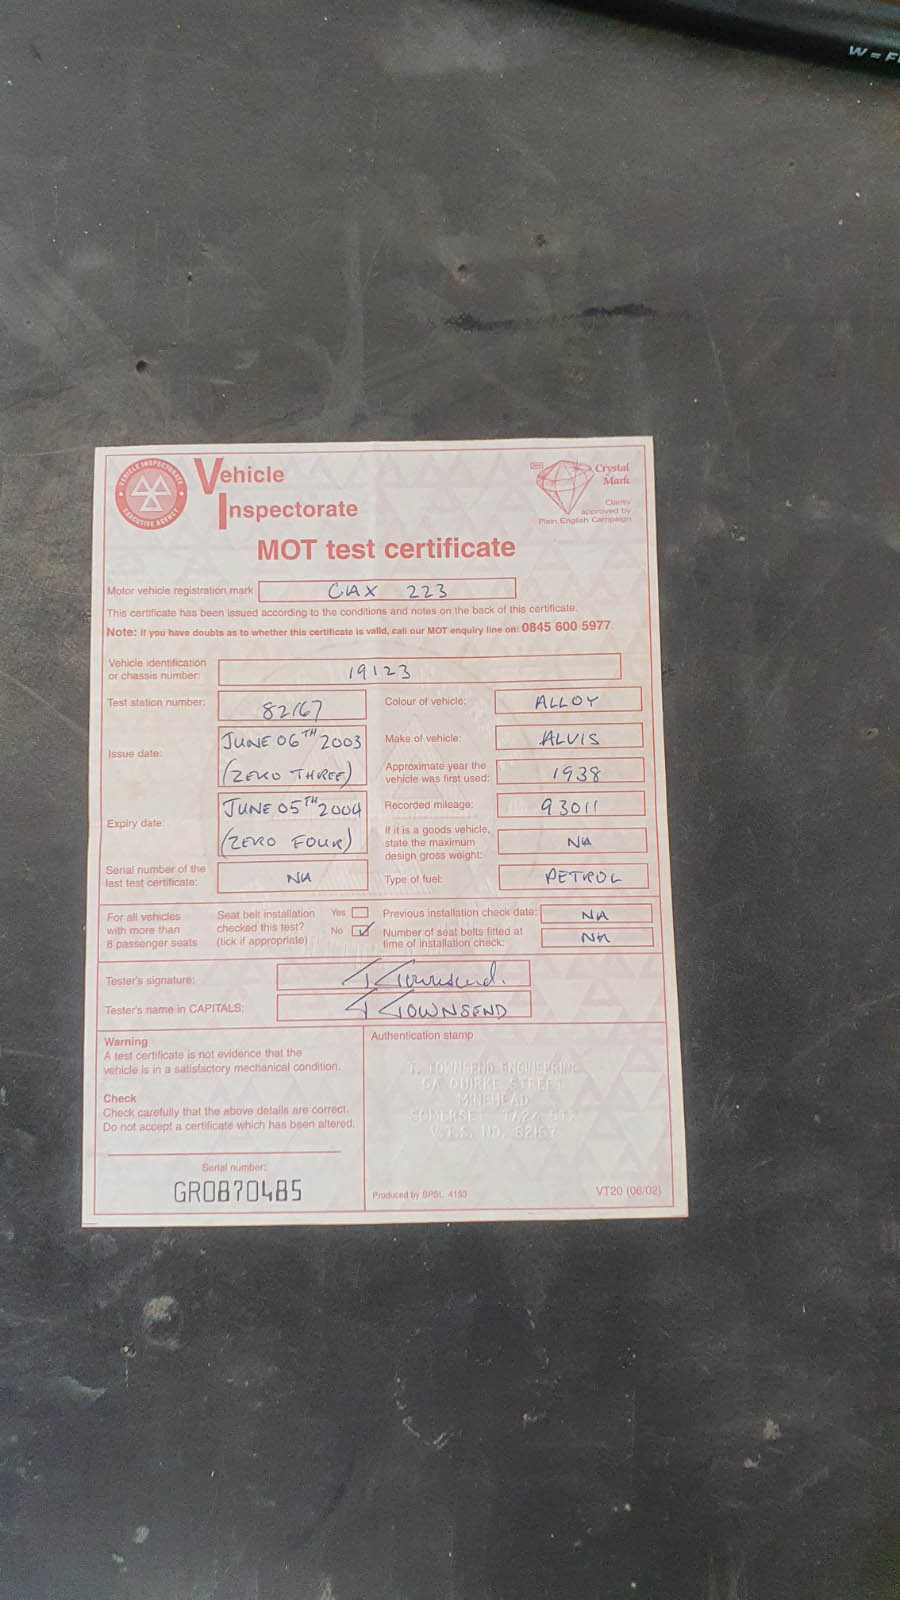 W = F
VEHICLE INSPECTORATE
EXECUTIVE AGENCY
Vehicle
Inspectorate
Crystal
Mark
Clarity
approved by
Plain English Campaign
MOT test certificate
Motor vehicle registration mark CAX 223
This certificate has been issued according to the conditions and notes on the back of this certificate.
Note: If you have doubts as to whether this certificate is valid, call our MOT enquiry line on: 0845 600 5977.
Vehicle identification
or chassis number: 19123
Test station number: 82167
Colour of vehicle: ALLOY
Issue date: JUNE 06TH 2003
(ZERO THREE)
Make of vehicle: ALVIS
Approximate year the
vehicle was first used: 1938
Expiry date: JUNE 05TH 2004
(ZERO FOUR)
Recorded mileage: 93011
If it is a goods vehicle,
state the maximum
design gross weight: NA
Serial number of the
last test certificate: NA
Type of fuel: PETROL
For all vehicles
with more than
8 passenger seats
Seat belt installation
checked this test?
(tick if appropriate)
Yes
No
Previous installation check date: NA
Number of seat belts fitted at
time of installation check: NA
Tester's signature: T Townsend.
Tester's name in CAPITALS: T TOWNSEND
Warning
A test certificate is not evidence that the
vehicle is in a satisfactory mechanical condition.
Check
Check carefully that the above details are correct.
Do not accept a certificate which has been altered.
Serial number:
GR0870485
Authentication stamp
T. TOWNSEND ENGINEERING
QUIRKE STREET
MINEHEAD
SOMERSET
V.T.S. NO. 82167
Produced by SPSL 4153
VT20 (06/02)